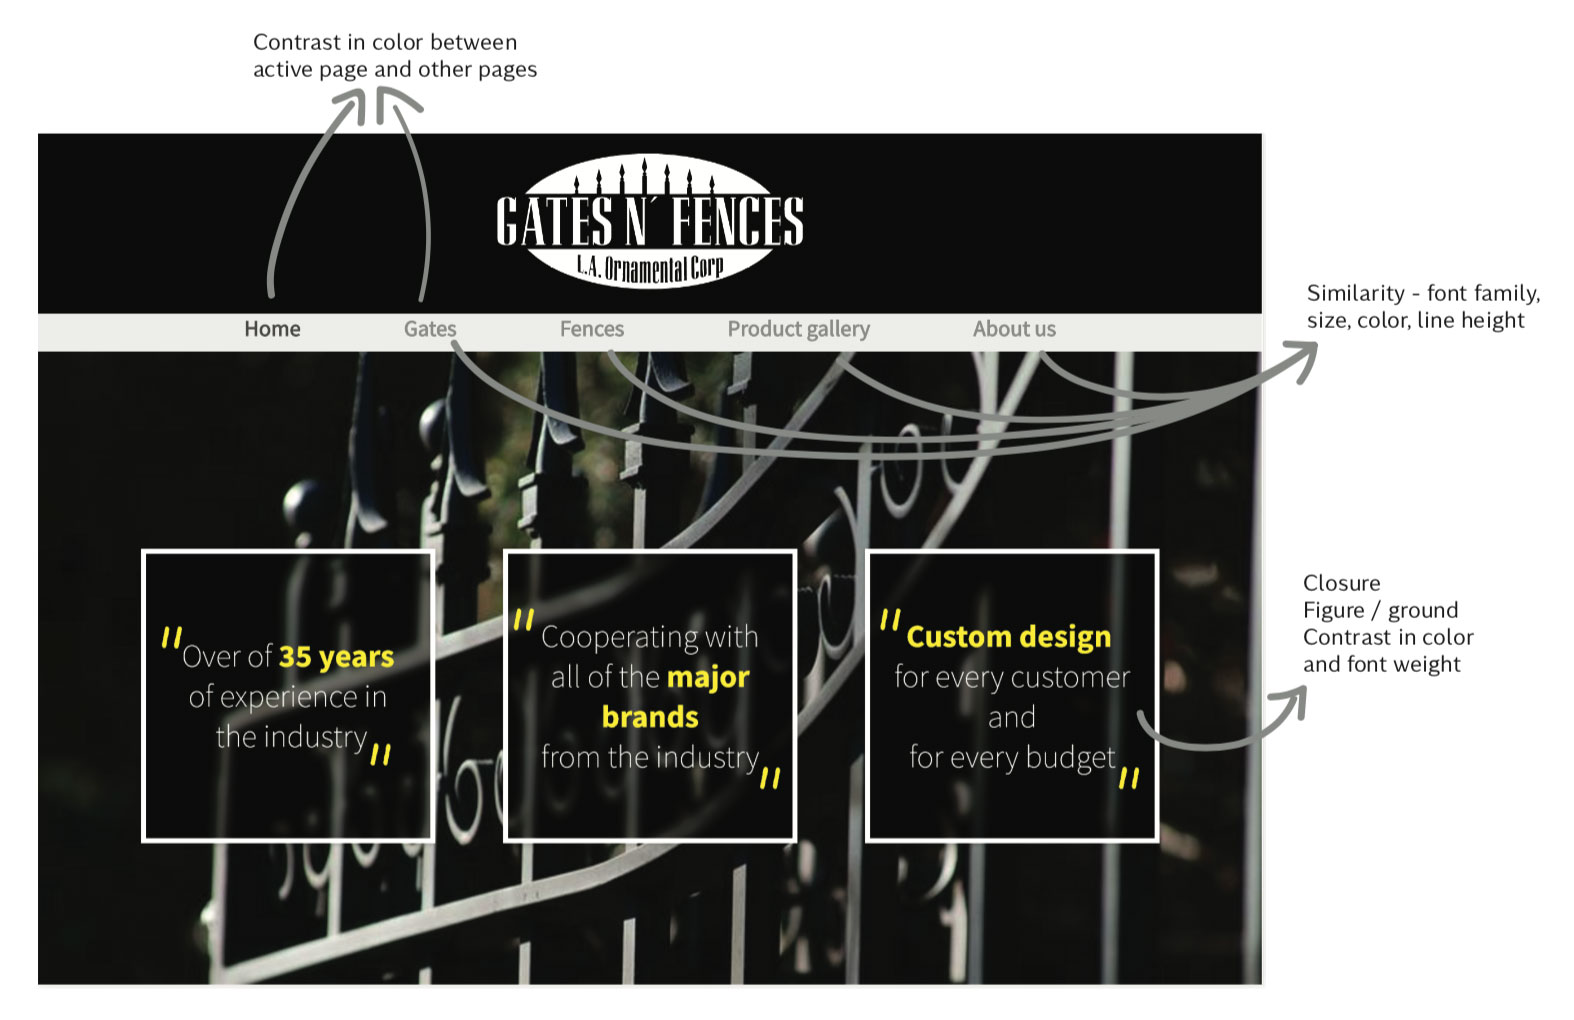 Contrast in color between
active page and other pages
GATES N´ FENCES
L.A. Ornamental Corp
Home Gates Fences Product gallery About us
Similarity - font family,
size, color, line height
"Over of 35 years
of experience in
the industry"
"Cooperating with
all of the major
brands
from the industry"
"Custom design
for every customer
and
for every budget"
Closure
Figure / ground
Contrast in color
and font weight